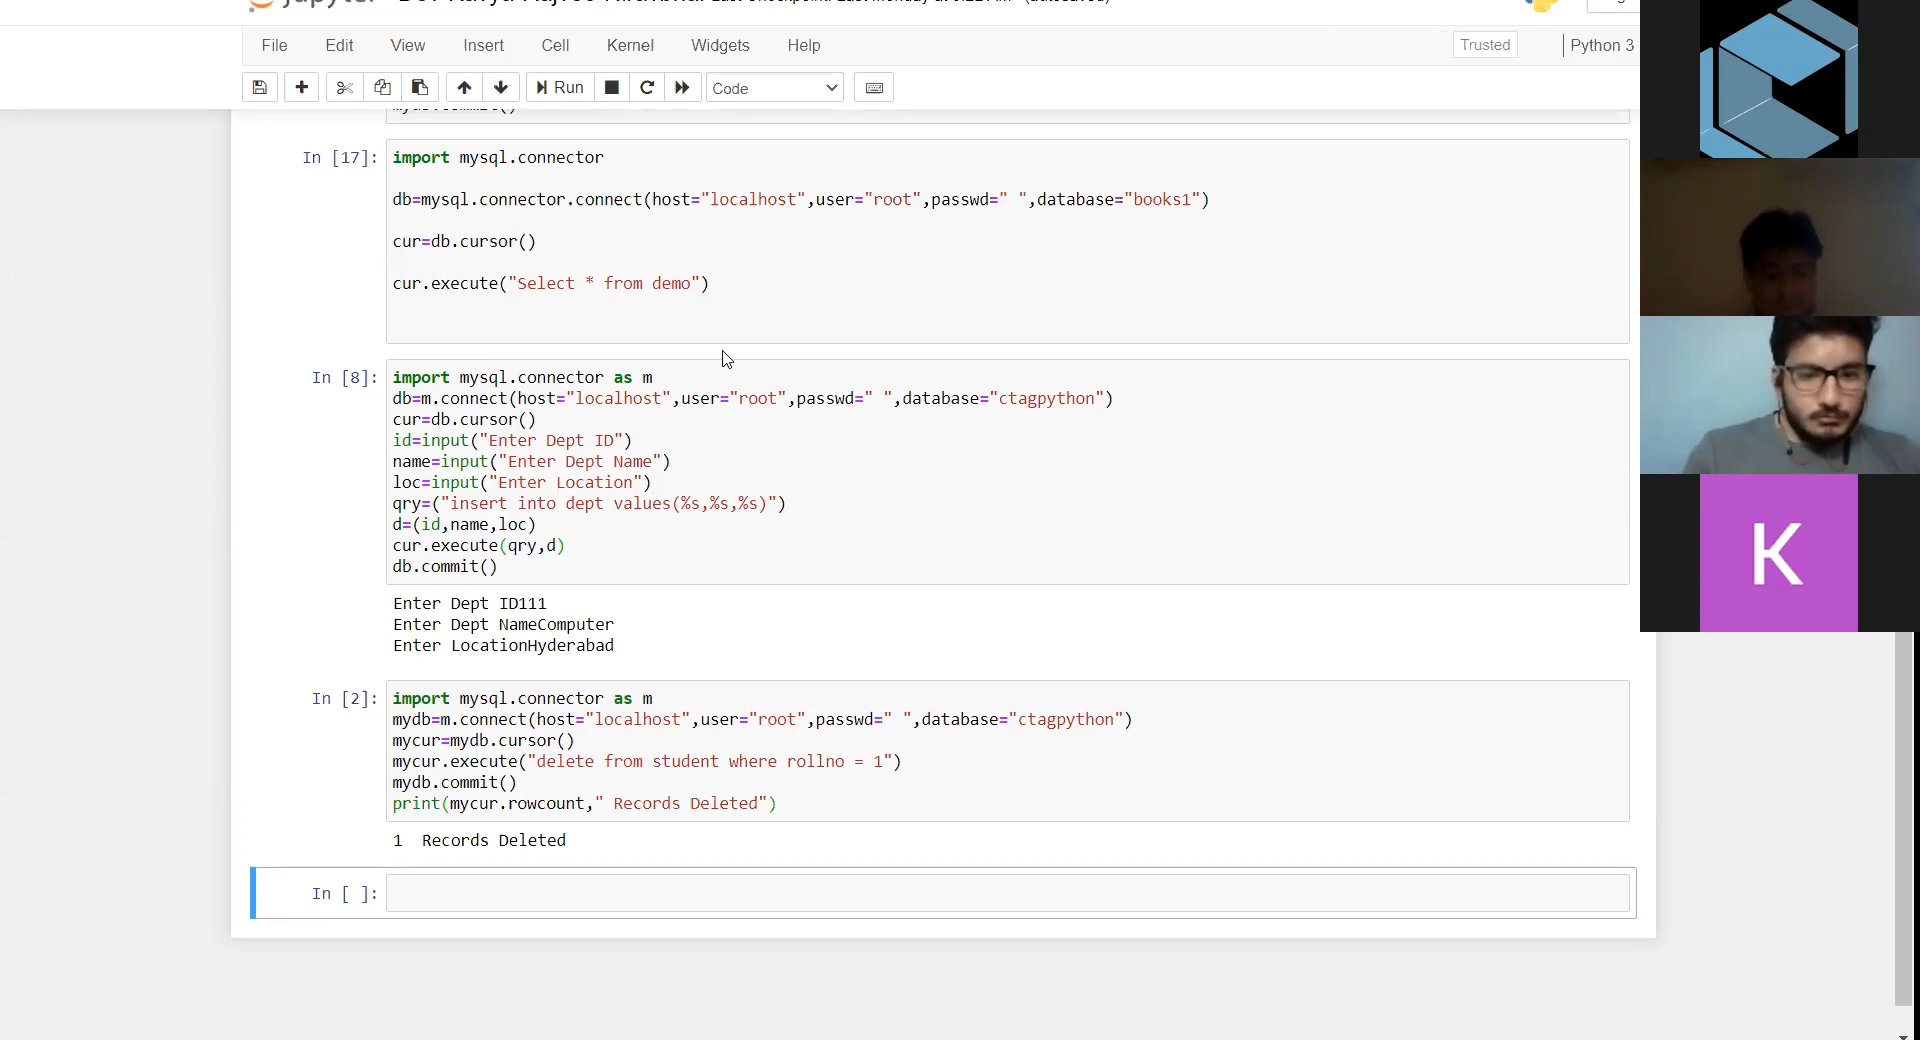 File Edit View Insert Cell Kernel Widgets Help Trusted Python 3
Run Code
In [17]: import mysql.connector
db=mysql.connector.connect(host="localhost",user="root",passwd=" ",database="books1")
cur=db.cursor()
cur.execute("Select * from demo")
In [8]: import mysql.connector as m
db=m.connect(host="localhost",user="root",passwd=" ",database="ctagpython")
cur=db.cursor()
id=input("Enter Dept ID")
name=input("Enter Dept Name")
loc=input("Enter Location")
qry=("insert into dept values(%s,%s,%s)")
d=(id,name,loc)
cur.execute(qry,d)
db.commit()
Enter Dept ID111
Enter Dept NameComputer
Enter LocationHyderabad
In [2]: import mysql.connector as m
mydb=m.connect(host="localhost",user="root",passwd=" ",database="ctagpython")
mycur=mydb.cursor()
mycur.execute("delete from student where rollno = 1")
mydb.commit()
print(mycur.rowcount," Records Deleted")
1  Records Deleted
In [ ]:
K